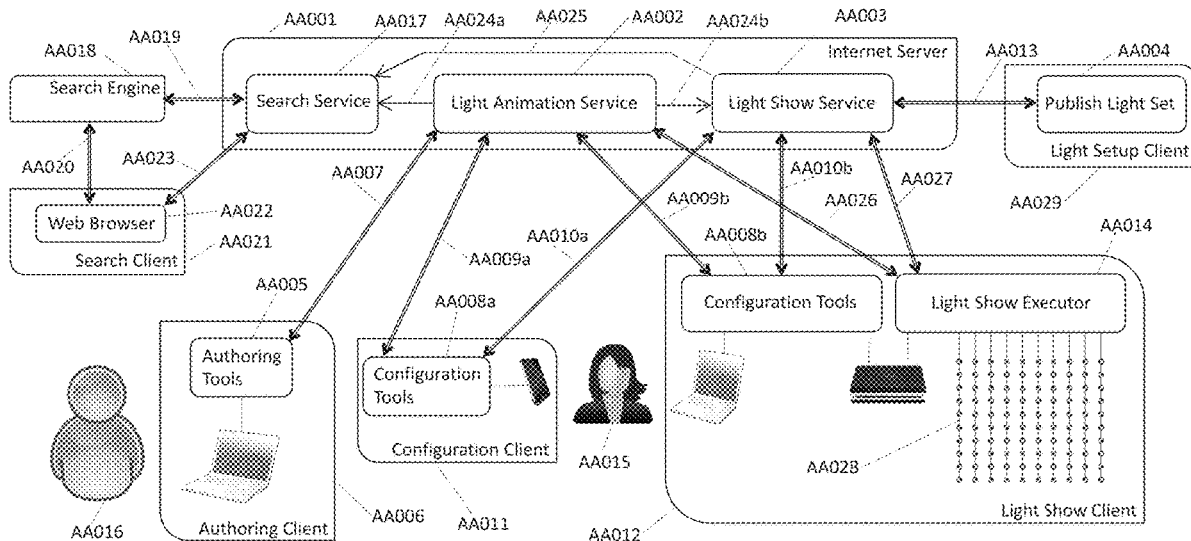 AA001
AA017
AA024a
AA025
AA002
AA024b
AA003
AA019
AA018
AA013
AA004
Internet Server
Search Engine
Search Service
Light Animation Service
Light Show Service
Publish Light Set
Light Setup Client
AA020
AA023
AA007
AA010b
AA027
AA029
AA022
Web Browser
AA009b
AA026
AA021
Search Client
AA010a
AA008b
AA014
AA009a
AA005
AA008a
Configuration Tools
Light Show Executor
Authoring
Tools
Configuration
Tools
Configuration Client
AA015
AA028
AA016
Authoring Client
AA006
AA011
AA012
Light Show Client